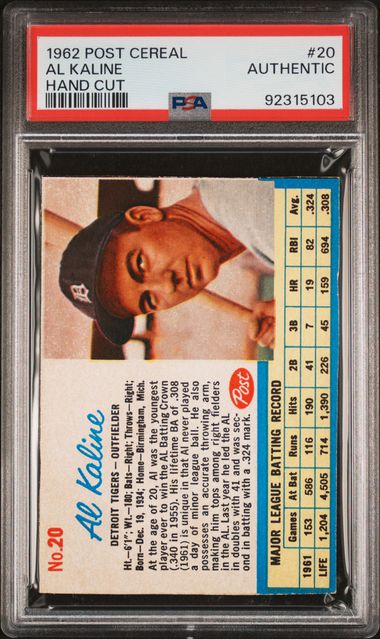 1962 POST CEREAL #20
AL KALINE AUTHENTIC
HAND CUT
PSA 92315103
No.20 Al Kaline
DETROIT TIGERS — OUTFIELDER
Ht.—6'1"; Wt.—180; Bats—Right; Throws—Right;
Born—Dec. 19, 1934; Home—Birmingham, Mich.
At the age of 20, Al was the youngest
player ever to win the AL Batting Crown
(.340 in 1955). His lifetime BA of .308
(1961) is unique in that Al never played
a day of minor league ball. He also
possesses an accurate throwing arm,
making him tops among right fielders
in the AL. Last year he led the AL
in doubles with 41 and was sec-
ond in batting with a .324 mark.
D
Post
MAJOR LEAGUE BATTING RECORD
Games At Bat Runs Hits 2B 3B HR RBI Avg.
1961 153 586 116 190 41 7 19 82 .324
LIFE 1,204 4,605 714 1,390 226 45 159 694 .308